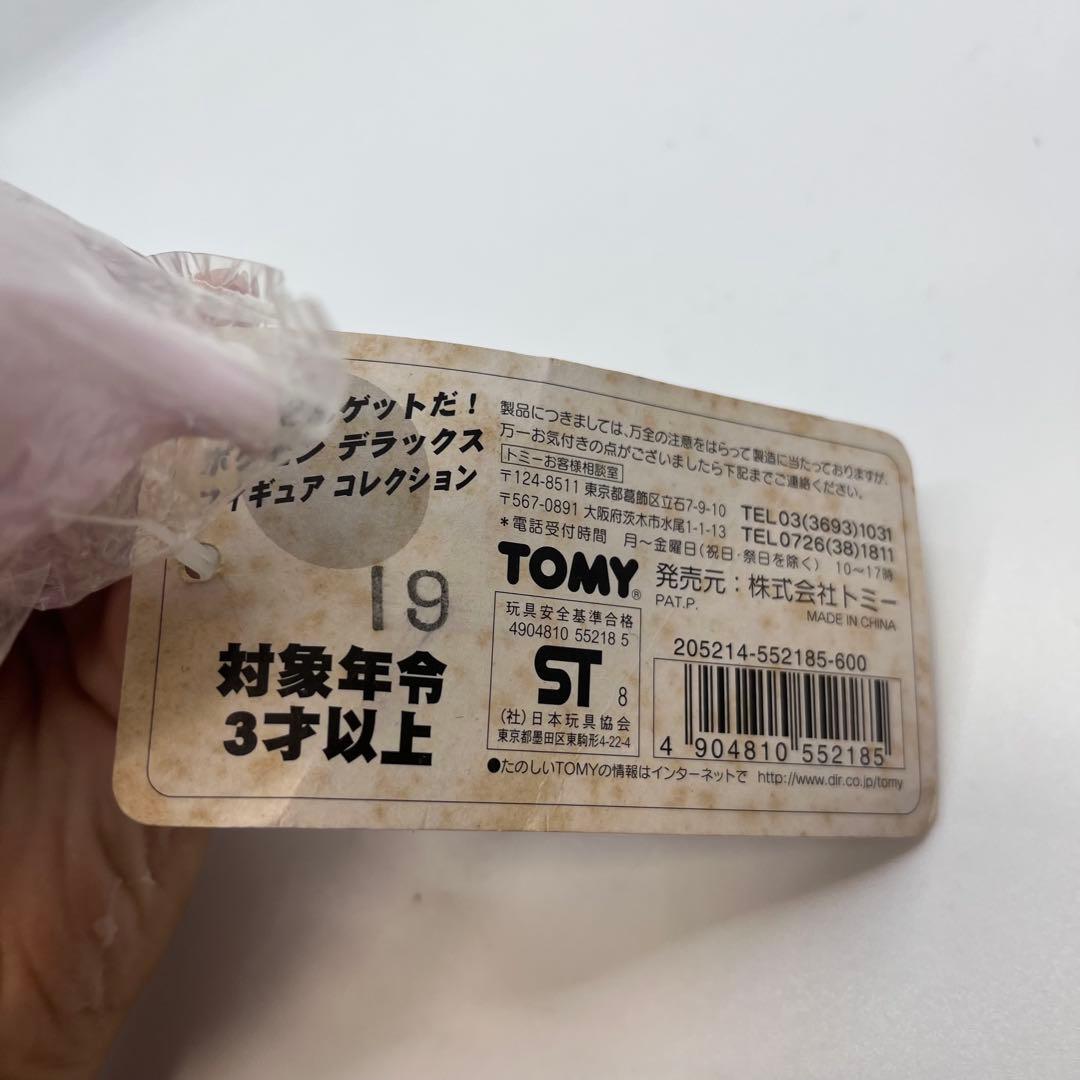 ゲットだ！
ポケモン デラックス
フィギュア コレクション
19
対象年令
3才以上
製品につきましては、万全の注意をはらって製造に当たっておりますが、
万一お気付きの点がございましたら下記までご連絡ください。
トミーお客様相談室
〒124-8511 東京都葛飾区立石7-9-10 TEL03(3693)1031
〒567-0891 大阪府茨木市水尾1-1-13 TEL0726(38)1811
*電話受付時間 月～金曜日(祝日・祭日を除く) 10～17時
TOMY® 発売元：株式会社トミー
PAT.P. MADE IN CHINA
玩具安全基準合格
4904810 55218 5
ST 8
(社)日本玩具協会
東京都墨田区東駒形4-22-4
205214-552185-600
4 904810 552185
●たのしいTOMYの情報はインターネットで http://www.dir.co.jp/tomy